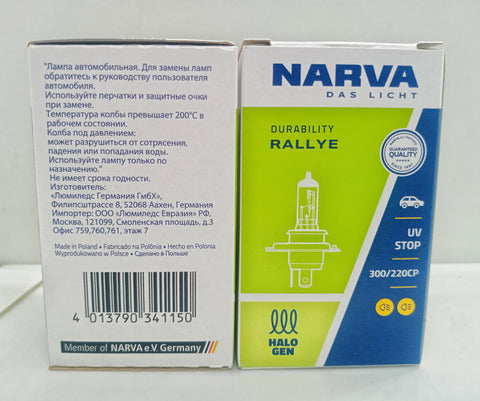 "Лампа автомобильная. Для замены ламп
обратитесь к руководству пользователя
автомобиля.
Используйте перчатки и защитные очки
при замене.
Температура колбы превышает 200°C в
рабочем состоянии.
Колба под давлением:
может разрушиться от сотрясения,
падения или попадания воды.
Используйте лампу только по
назначению."
Не имеет срока годности.
Изготовитель:
«Люмиледс Германия ГмбХ»,
Филипсштрассе 8, 52068 Аахен, Германия
Импортер: ООО «Люмиледс Евразия» РФ,
Москва, 121099, Смоленская площадь, д.3
Офис 759,760,761, этаж 7
Made in Poland • Fabricado na Polônia • Hecho en Polonia
Wyprodukowano w Polsce • Сделано в Польше
4 013790 341150
Member of NARVA e.V. Germany
NARVA
DAS LICHT
DURABILITY
RALLYE
GUARANTEED
QUALITY
UV
STOP
300/220CP
HALO
GEN